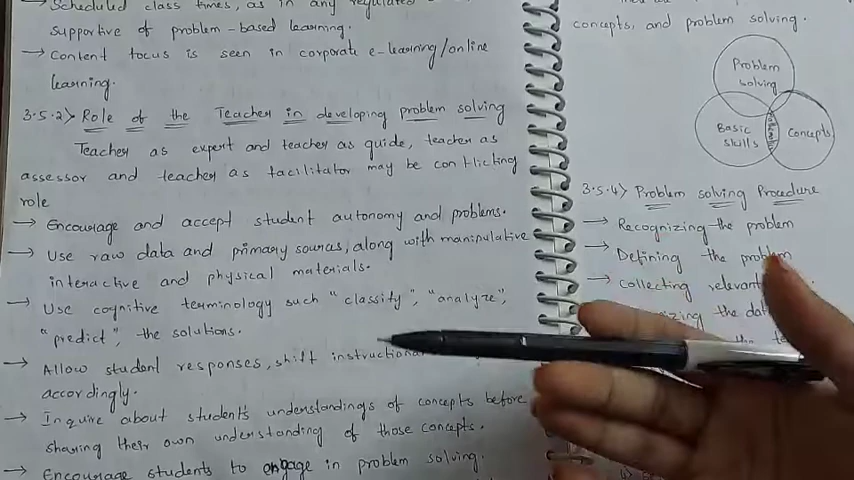 → Scheduled class times, as in any regulated
supportive of problem-based learning.
→ Content focus is seen in corporate e-learning/online
learning.
3.5.2> Role of the Teacher in developing problem solving
Teacher as expert and teacher as guide, teacher as
assessor and teacher as facilitator may be conflicting
role
→ Encourage and accept student autonomy and problems.
→ Use raw data and primary sources, along with manipulative
interactive and physical materials.
→ Use cognitive terminology such "classify", "analyze",
"predict", the solutions.
→ Allow student responses, shift instructiona
accordingly.
→ Inquire about student's understandings of concepts before
sharing their own understanding of those concepts.
→ Encourage students to engage in problem solving.
concepts, and problem solving.
Problem
solving
Basic
skills
Concepts
3.5.4> Problem solving Procedure
→ Recognizing the problem
→ Defining the problem
→ Collecting relevant
the dat
the